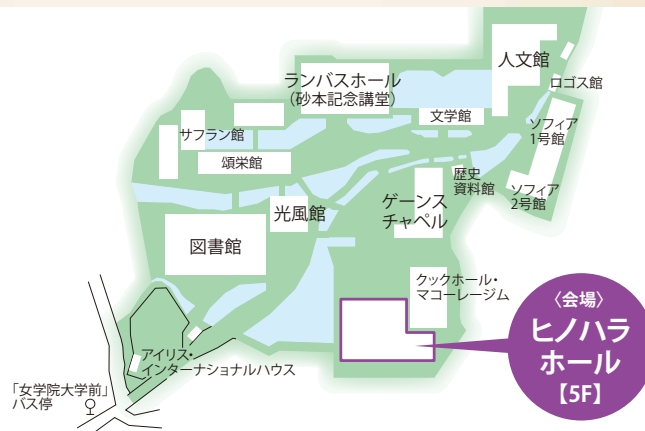 人文館
ロゴス館
ランバスホール
（砂本記念講堂）
文学館
ソフィア
1号館
サフラン館
頌栄館
歴史
資料館
ソフィア
2号館
ゲーンス
チャペル
光風館
図書館
クックホール・
マコーレージム
〈会場〉
ヒノハラ
ホール
【5F】
アイリス・
インターナショナルハウス
「女学院大学前」
バス停